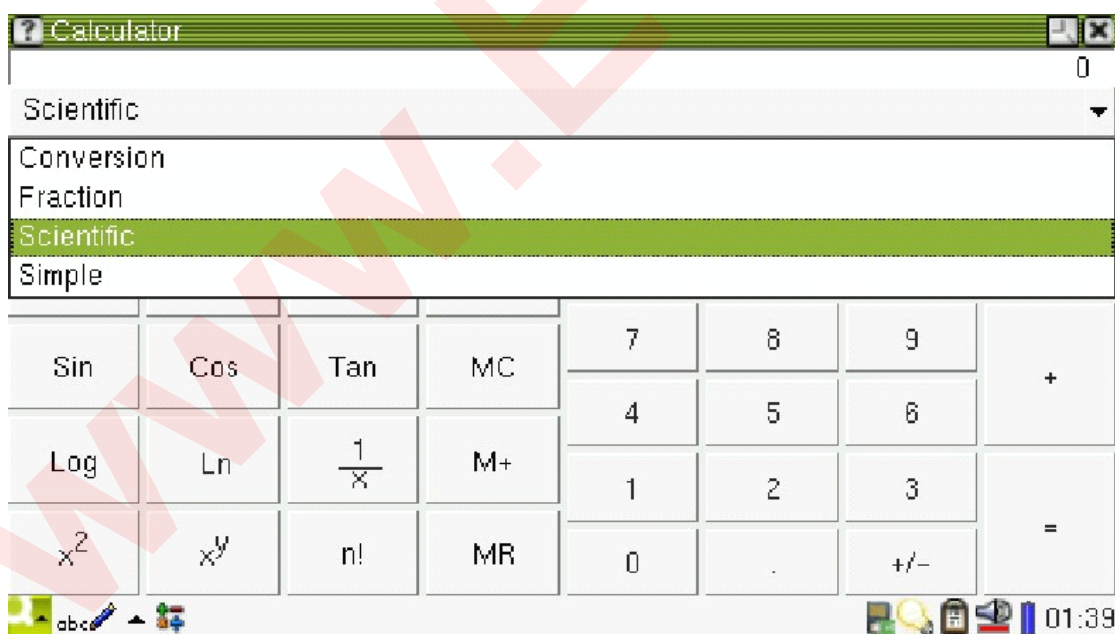 ? Calculator
0
Scientific
Conversion
Fraction
Scientific
Simple
7 8 9
Sin Cos Tan MC +
4 5 6
Log Ln 1/x M+
1 2 3
=
x² xʸ n! MR 0 . +/-
abc 01:39